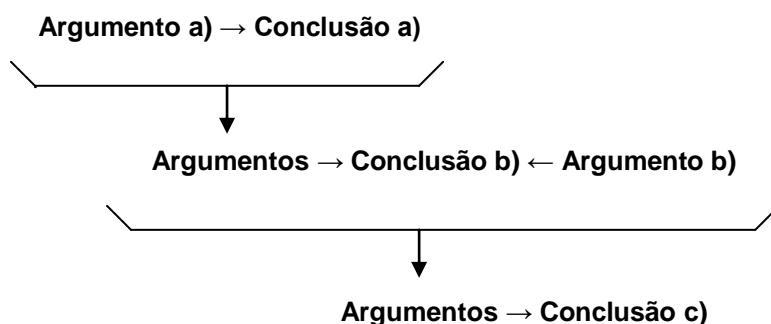 Argumento a) → Conclusão a)
Argumentos → Conclusão b) ← Argumento b)
Argumentos → Conclusão c)